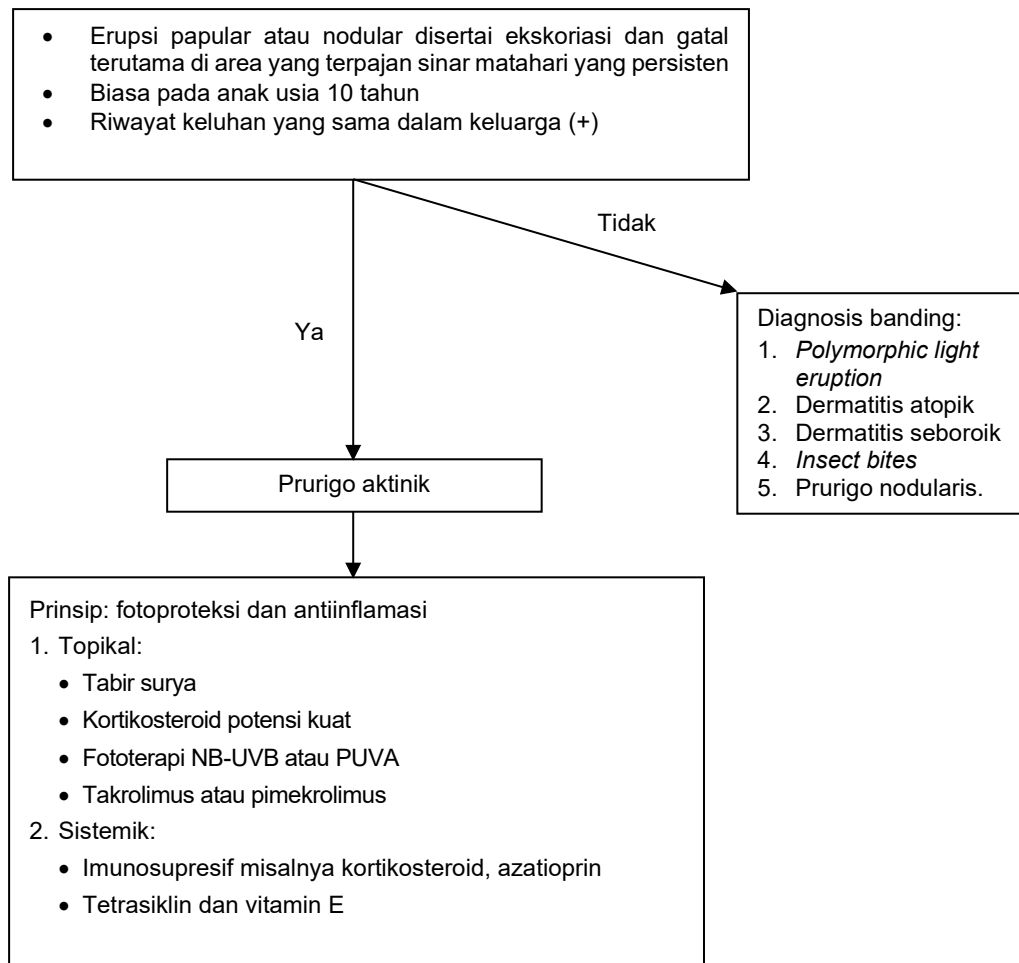 • Erupsi papular atau nodular disertai ekskoriasi dan gatal
terutama di area yang terpajan sinar matahari yang persisten
• Biasa pada anak usia 10 tahun
• Riwayat keluhan yang sama dalam keluarga (+)
Tidak
Ya
Diagnosis banding:
1. Polymorphic light
eruption
2. Dermatitis atopik
3. Dermatitis seboroik
4. Insect bites
5. Prurigo nodularis.
Prurigo aktinik
Prinsip: fotoproteksi dan antiinflamasi
1. Topikal:
• Tabir surya
• Kortikosteroid potensi kuat
• Fototerapi NB-UVB atau PUVA
• Takrolimus atau pimekrolimus
2. Sistemik:
• Imunosupresif misalnya kortikosteroid, azatioprin
• Tetrasiklin dan vitamin E